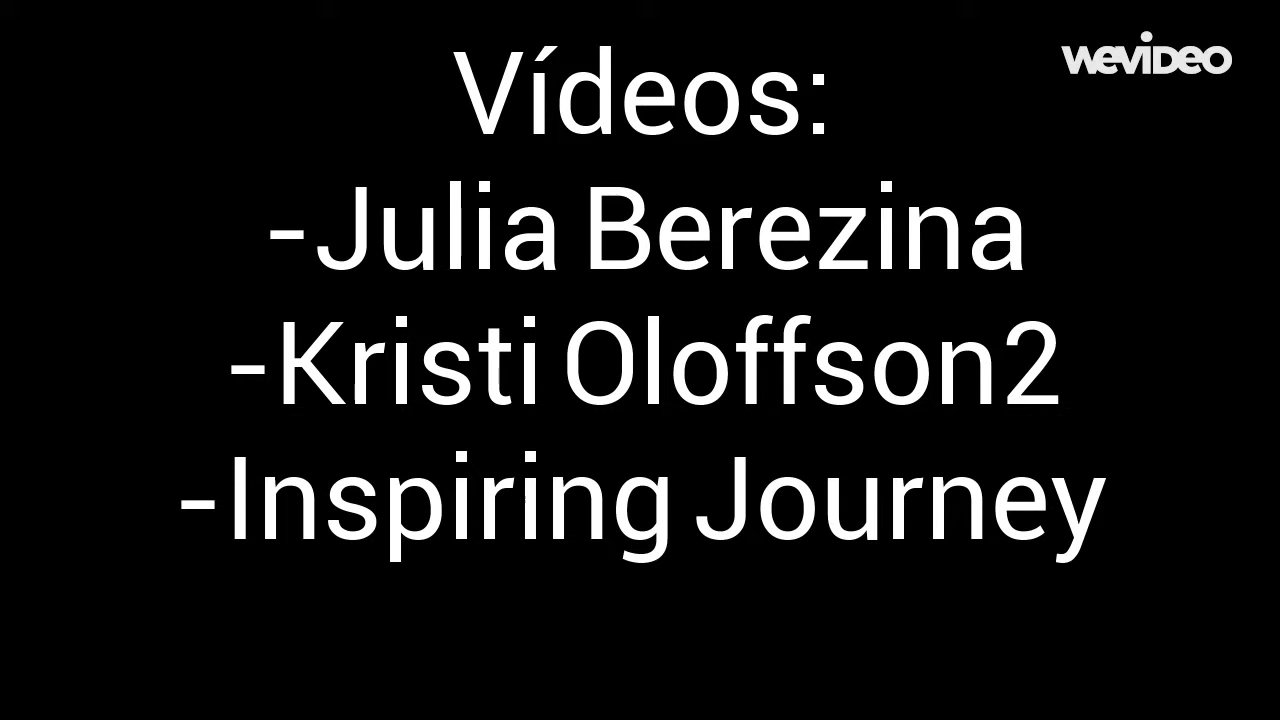 WEVIDEO
Vídeos:
-Julia Berezina
-Kristi Oloffson2
-Inspiring Journey